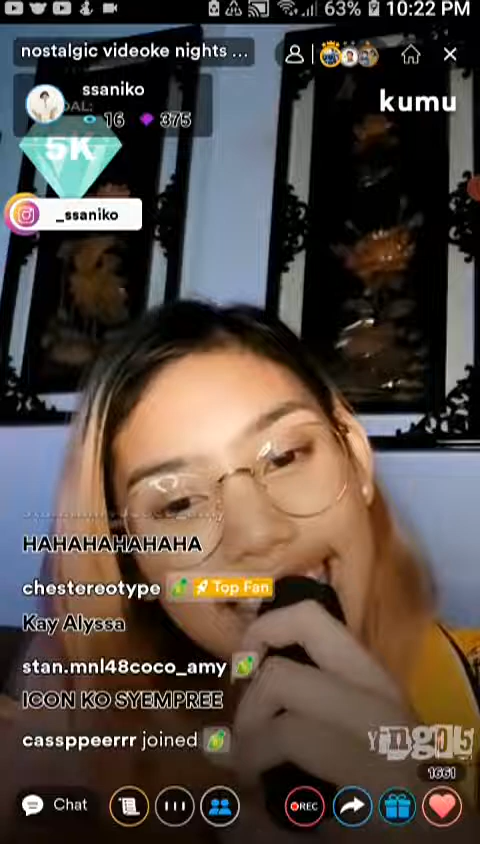 63% 10:22 PM
nostalgic videoke nights ...
ssaniko
GOAL:
16 375
kumu
5K
_ssaniko
HAHAHAHAHAHA
chestereotype Top Fan
Kay Alyssa
stan.mnl48coco_amy
ICON KO SYEMPREE
cassppeerrr joined
1661
Chat
REC